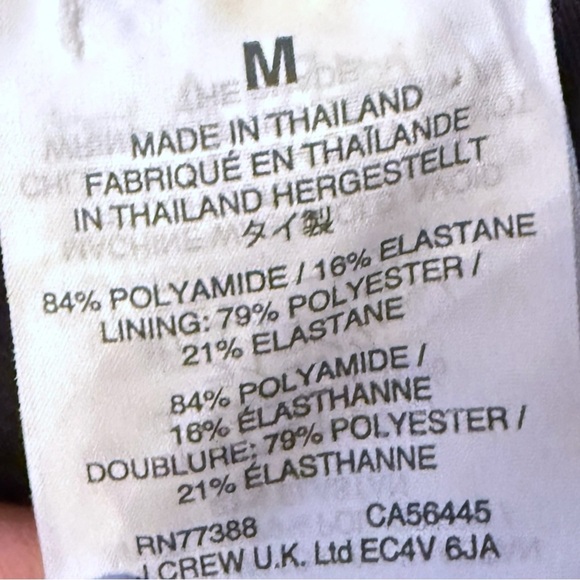 M
MADE IN THAILAND
FABRIQUÉ EN THAÏLANDE
IN THAILAND HERGESTELLT
タイ製
84% POLYAMIDE / 16% ELASTANE
LINING: 79% POLYESTER /
21% ELASTANE
84% POLYAMIDE /
16% ÉLASTHANNE
DOUBLURE: 79% POLYESTER /
21% ÉLASTHANNE
RN77388 CA56445
J.CREW U.K. Ltd EC4V 6JA